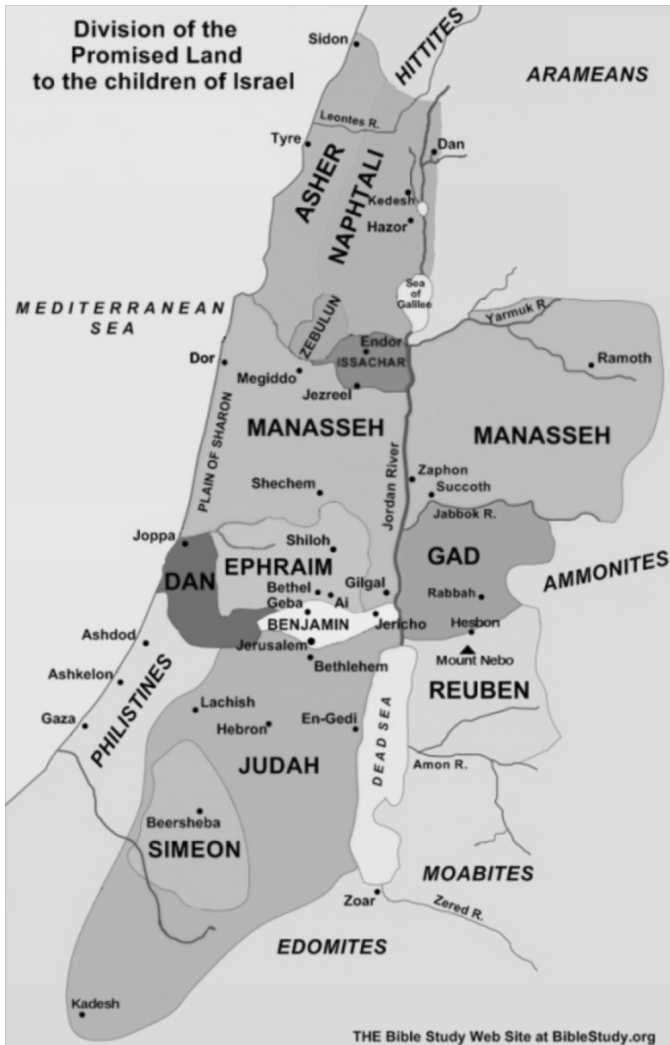 Division of the
Promised Land
to the children of Israel
Sidon
HITTITES
ARAMEANS
Leontes R.
Tyre
Dan
ASHER
NAPHTALI
Kedesh
Hazor
Sea
of
Galilee
MEDITERRANEAN
SEA
ZEBULUN
Yarmuk R.
Endor
ISSACHAR
Dor
Ramoth
Megiddo
Jezreel
PLAIN OF SHARON
MANASSEH
MANASSEH
Jordan River
Zaphon
Succoth
Shechem
Jabbok R.
Joppa
Shiloh
GAD
EPHRAIM
DAN
AMMONITES
Bethel
Gilgal
Ai
Rabbah
Geba
BENJAMIN
Jericho
Hesbon
Ashdod
Jerusalem
Bethlehem
Mount Nebo
REUBEN
Ashkelon
PHILISTINES
Lachish
Gaza
Hebron
En-Gedi
DEAD SEA
JUDAH
Amon R.
Beersheba
SIMEON
MOABITES
Zoar
Zered R.
EDOMITES
Kadesh
THE Bible Study Web Site at BibleStudy.org